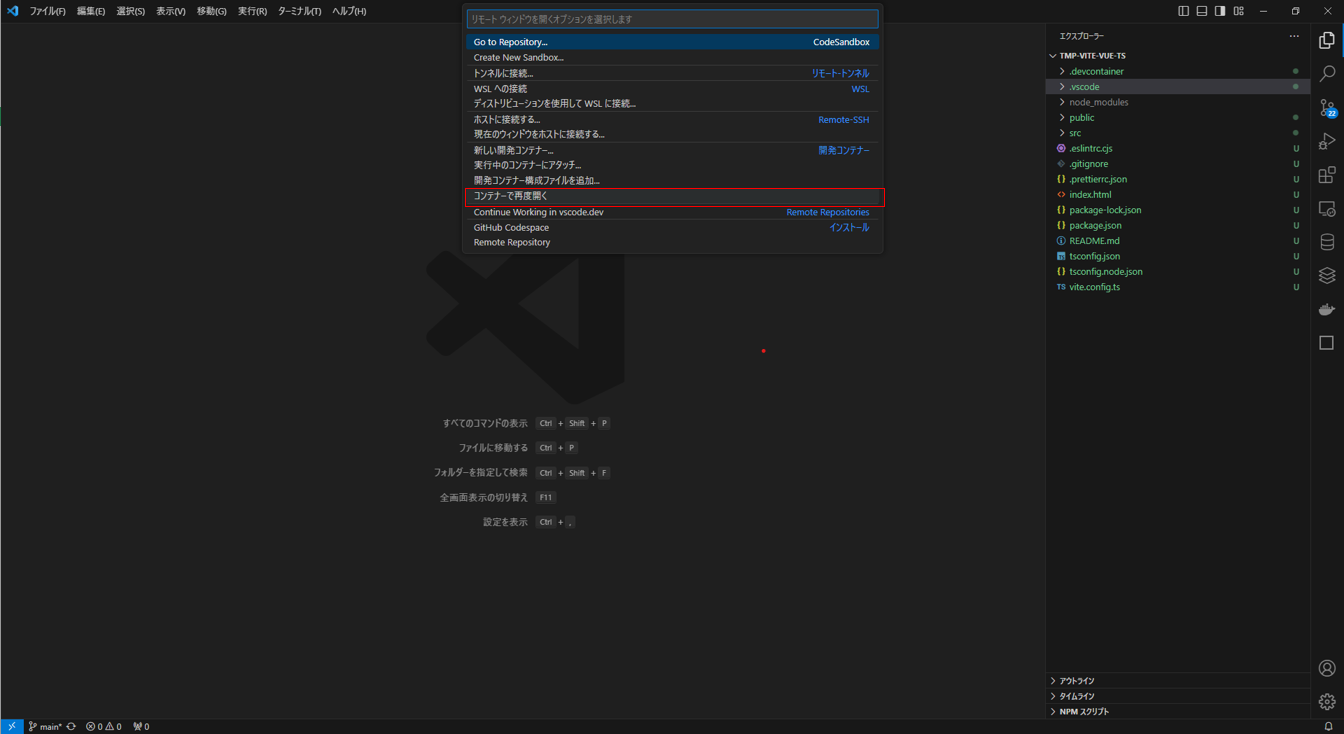 ファイル(F) 編集(E) 選択(S) 表示(V) 移動(G) 実行(R) ターミナル(T) ヘルプ(H)
リモート ウィンドウを開くオプションを選択します
Go to Repository... CodeSandbox
Create New Sandbox...
トンネルに接続... リモート-トンネル
WSL への接続 WSL
ディストリビューションを使用して WSL に接続...
ホストに接続する... Remote-SSH
現在のウィンドウをホストに接続する...
新しい開発コンテナー... 開発コンテナー
実行中のコンテナーにアタッチ...
開発コンテナー構成ファイルを追加...
コンテナーで再度開く
Continue Working in vscode.dev Remote Repositories
GitHub Codespace インストール
Remote Repository
すべてのコマンドの表示 Ctrl + Shift + P
ファイルに移動する Ctrl + P
フォルダーを指定して検索 Ctrl + Shift + F
全画面表示の切り替え F11
設定を表示 Ctrl + ,
エクスプローラー ...
TMP-VITE-VUE-TS
.devcontainer
.vscode
node_modules
public
src
.eslintrc.cjs U
.gitignore U
{} .prettierrc.json U
<> index.html U
{} package-lock.json U
{} package.json U
README.md U
TS tsconfig.json U
{} tsconfig.node.json U
TS vite.config.ts U
アウトライン
タイムライン
NPM スクリプト
22
main* 0 0 0